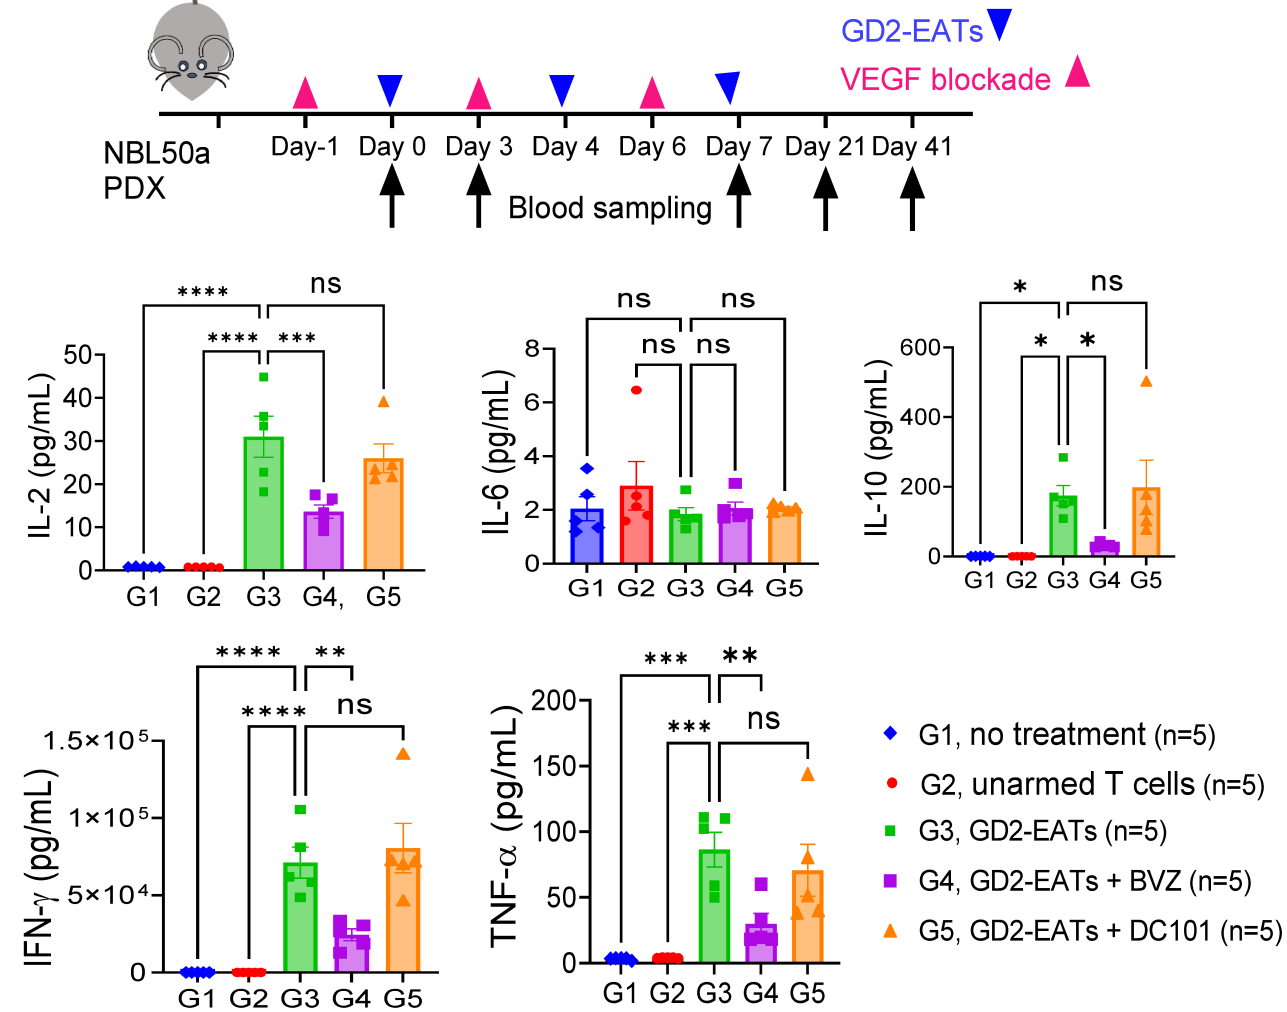 GD2-EATs
VEGF blockade
NBL50a
PDX
Day-1 Day 0 Day 3 Day 4 Day 6 Day 7 Day 21 Day 41
Blood sampling
**** ns
**** ***
IL-2 (pg/mL)
50
40
30
20
10
0
G1 G2 G3 G4, G5
ns ns
ns ns
IL-6 (pg/mL)
8
6
4
2
0
G1 G2 G3 G4 G5
* ns
* *
IL-10 (pg/mL)
600
400
200
0
G1 G2 G3 G4 G5
**** **
**** ns
IFN-γ (pg/mL)
1.5×10⁵
1×10⁵
5×10⁴
0
G1 G2 G3 G4 G5
*** **
*** ns
TNF-α (pg/mL)
200
150
100
50
0
G1 G2 G3 G4 G5
G1, no treatment (n=5)
G2, unarmed T cells (n=5)
G3, GD2-EATs (n=5)
G4, GD2-EATs + BVZ (n=5)
G5, GD2-EATs + DC101 (n=5)